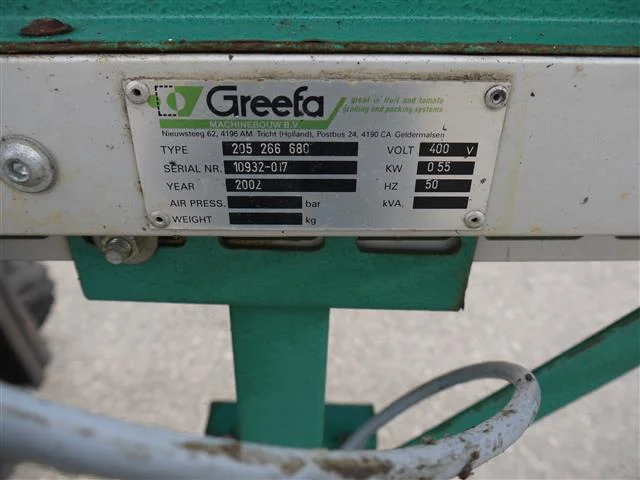 Greefa
great in fruit and tomato
grading and packing systems
MACHINEBOUW B.V.
Nieuwsteeg 62, 4196 AM Tricht (Holland), Postbus 24, 4190 CA Geldermalsen
TYPE 205 266 680 VOLT 400 V
SERIAL NR. 10932-017 KW 0 55
YEAR 2002 HZ 50
AIR PRESS. bar kVA
WEIGHT kg